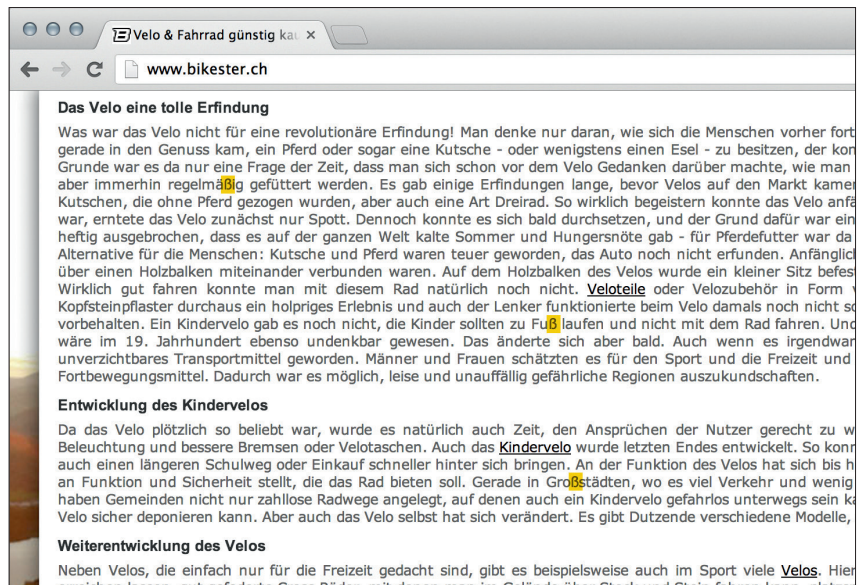 Velo & Fahrrad günstig kau
www.bikester.ch
Das Velo eine tolle Erfindung
Was war das Velo nicht für eine revolutionäre Erfindung! Man denke nur daran, wie sich die Menschen vorher fort
gerade in den Genuss kam, ein Pferd oder sogar eine Kutsche - oder wenigstens einen Esel - zu besitzen, der kon
Grunde war es da nur eine Frage der Zeit, dass man sich schon vor dem Velo Gedanken darüber machte, wie man
aber immerhin regelmäßig gefüttert werden. Es gab einige Erfindungen lange, bevor Velos auf den Markt kamen
Kutschen, die ohne Pferd gezogen wurden, aber auch eine Art Dreirad. So wirklich begeistern konnte das Velo anfä
war, erntete das Velo zunächst nur Spott. Dennoch konnte es sich bald durchsetzen, und der Grund dafür war ein
heftig ausgebrochen, dass es auf der ganzen Welt kalte Sommer und Hungersnöte gab - für Pferdefutter war da
Alternative für die Menschen: Kutsche und Pferd waren teuer geworden, das Auto noch nicht erfunden. Anfänglich
über einen Holzbalken miteinander verbunden waren. Auf dem Holzbalken des Velos wurde ein kleiner Sitz befest
Wirklich gut fahren konnte man mit diesem Rad natürlich noch nicht. Veloteile oder Velozubehör in Form v
Kopfsteinpflaster durchaus ein holpriges Erlebnis und auch der Lenker funktionierte beim Velo damals noch nicht so
vorbehalten. Ein Kindervelo gab es noch nicht, die Kinder sollten zu Fuß laufen und nicht mit dem Rad fahren. Und
wäre im 19. Jahrhundert ebenso undenkbar gewesen. Das änderte sich aber bald. Auch wenn es irgendwan
unverzichtbares Transportmittel geworden. Männer und Frauen schätzten es für den Sport und die Freizeit und
Fortbewegungsmittel. Dadurch war es möglich, leise und unauffällig gefährliche Regionen auszukundschaften.
Entwicklung des Kindervelos
Da das Velo plötzlich so beliebt war, wurde es natürlich auch Zeit, den Ansprüchen der Nutzer gerecht zu w
Beleuchtung und bessere Bremsen oder Velotaschen. Auch das Kindervelo wurde letzten Endes entwickelt. So konn
auch einen längeren Schulweg oder Einkauf schneller hinter sich bringen. An der Funktion des Velos hat sich bis h
an Funktion und Sicherheit stellt, die das Rad bieten soll. Gerade in Großstädten, wo es viel Verkehr und wenig
haben Gemeinden nicht nur zahllose Radwege angelegt, auf denen auch ein Kindervelo gefahrlos unterwegs sein ka
Velo sicher deponieren kann. Aber auch das Velo selbst hat sich verändert. Es gibt Dutzende verschiedene Modelle,
Weiterentwicklung des Velos
Neben Velos, die einfach nur für die Freizeit gedacht sind, gibt es beispielsweise auch im Sport viele Velos. Hier